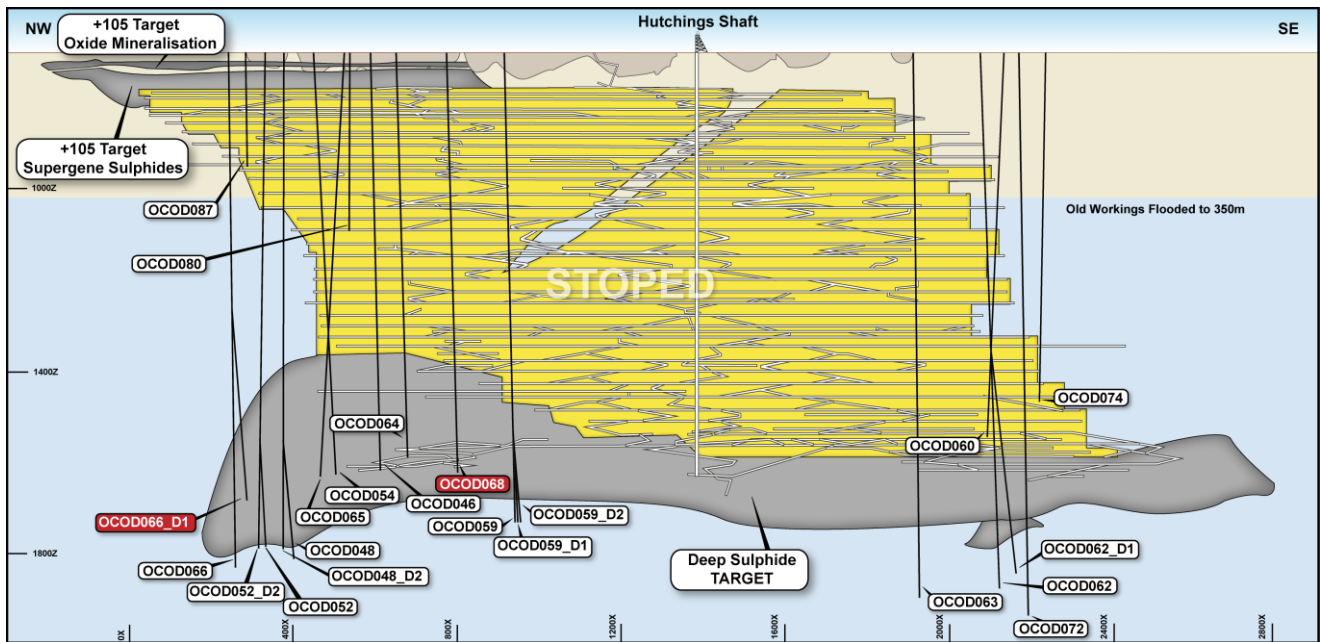 NW
+105 Target
Oxide Mineralisation
Hutchings Shaft
SE
+105 Target
Supergene Sulphides
1000Z
OCOD087
Old Workings Flooded to 350m
OCOD080
STOPED
1400Z
OCOD074
OCOD064
OCOD060
OCOD054
OCOD068
OCOD046
OCOD066_D1
OCOD065
OCOD059
OCOD059_D2
OCOD059_D1
1800Z
OCOD066
OCOD048
OCOD048_D2
OCOD052_D2
OCOD052
Deep Sulphide
TARGET
OCOD062_D1
OCOD062
OCOD063
OCOD072
0X
400X
800X
1200X
1600X
2000X
2400X
2800X